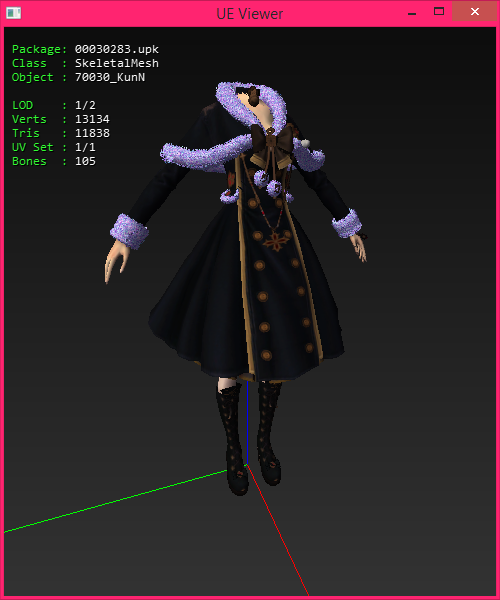 UE Viewer
Package: 00030283.upk
Class : SkeletalMesh
Object : 70030_KunN
LOD : 1/2
Verts : 13134
Tris : 11838
UV Set : 1/1
Bones : 105